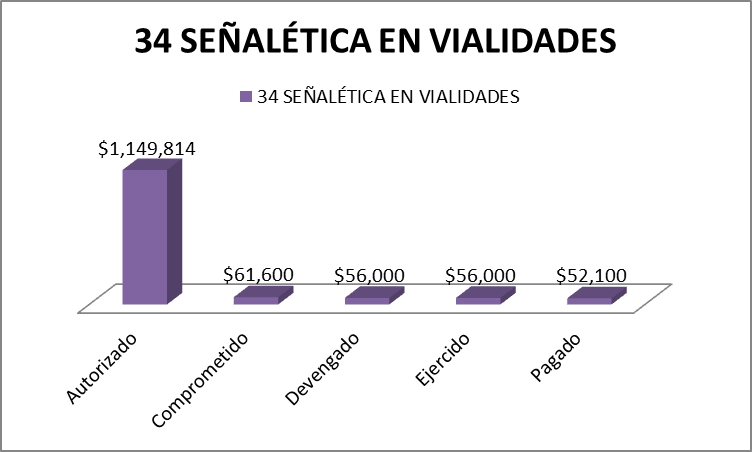 34 SEÑALÉTICA EN VIALIDADES
34 SEÑALÉTICA EN VIALIDADES
$1,149,814
$61,600
$56,000
$56,000
$52,100
Autorizado
Comprometido
Devengado
Ejercido
Pagado